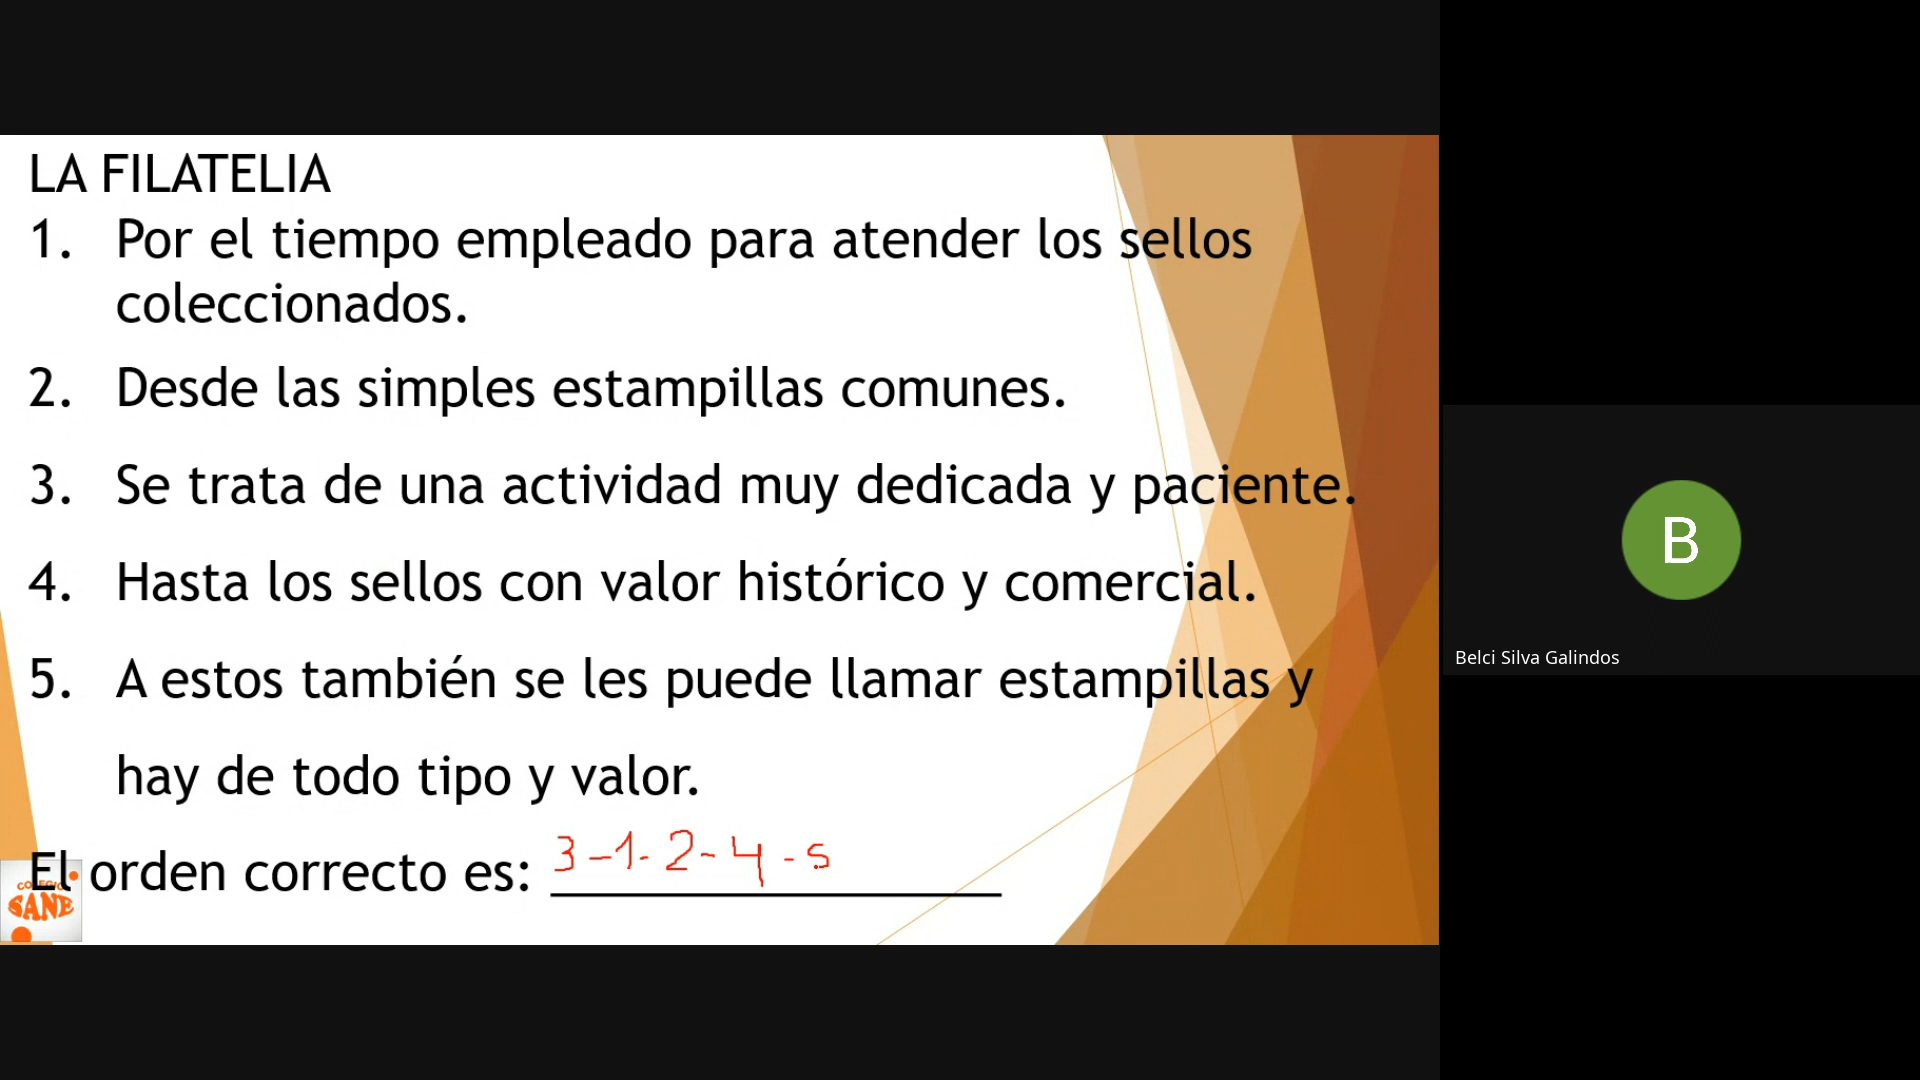 LA FILATELIA
1. Por el tiempo empleado para atender los sellos
coleccionados.
2. Desde las simples estampillas comunes.
3. Se trata de una actividad muy dedicada y paciente.
4. Hasta los sellos con valor histórico y comercial.
5. A estos también se les puede llamar estampillas y
hay de todo tipo y valor.
El orden correcto es: 3-1-2-4-5
COLEGIO
SANE
B
Belci Silva Galindos